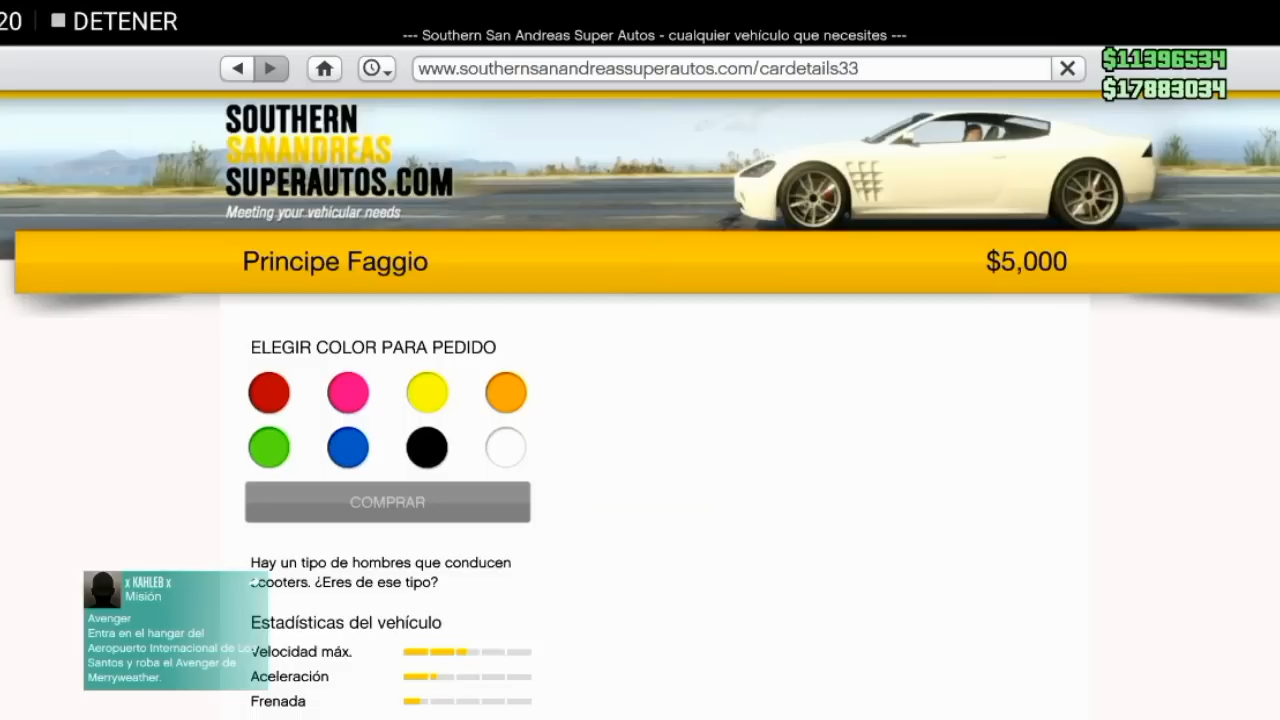 20 DETENER
--- Southern San Andreas Super Autos - cualquier vehículo que necesites ---
www.southernsanandreassuperautos.com/cardetails33
$11396534
$17883034
SOUTHERN
SANANDREAS
SUPERAUTOS.COM
Meeting your vehicular needs
Principe Faggio $5,000
ELEGIR COLOR PARA PEDIDO
COMPRAR
Hay un tipo de hombres que conducen
scooters. ¿Eres de ese tipo?
Estadísticas del vehículo
Velocidad máx.
Aceleración
Frenada
x KAHLEB x
Misión
Avenger
Entra en el hangar del
Aeropuerto Internacional de Los
Santos y roba el Avenger de
Merryweather.